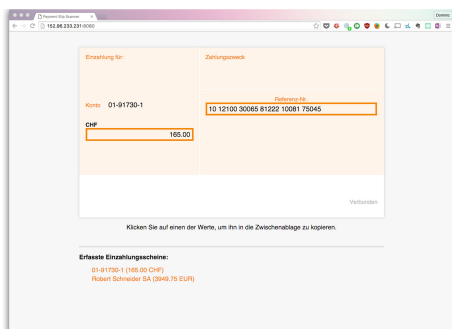 Payment Slip Scanner
Dominic
152.96.233.231:8080
Einzahlung für:
Zahlungszweck
Referenz-Nr.
Konto 01-91730-1
10 12100 30065 81222 10081 75045
CHF
165.00
Verbunden
Klicken Sie auf einen der Werte, um ihn in die Zwischenablage zu kopieren.
Erfasste Einzahlungsscheine:
01-91730-1 (165.00 CHF)
Robert Schneider SA (3949.75 EUR)